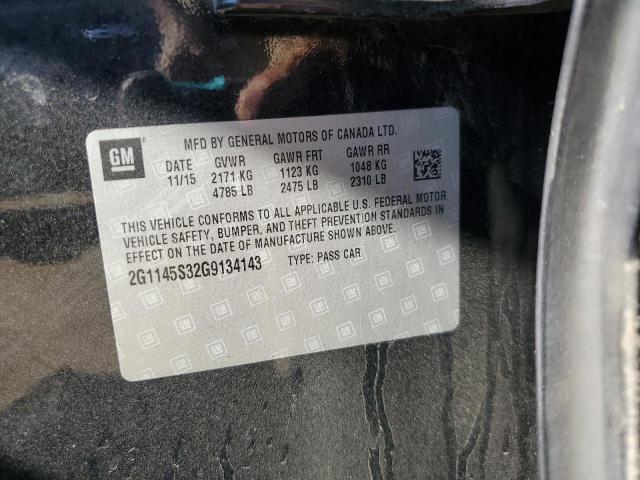 GM
MFD BY GENERAL MOTORS OF CANADA LTD.
DATE GVWR GAWR FRT GAWR RR
11/15 2171 KG 1123 KG 1048 KG
4785 LB 2475 LB 2310 LB
THIS VEHICLE CONFORMS TO ALL APPLICABLE U.S. FEDERAL MOTOR
VEHICLE SAFETY, BUMPER, AND THEFT PREVENTION STANDARDS IN
EFFECT ON THE DATE OF MANUFACTURE SHOWN ABOVE.
2G1145S32G9134143 TYPE: PASS CAR